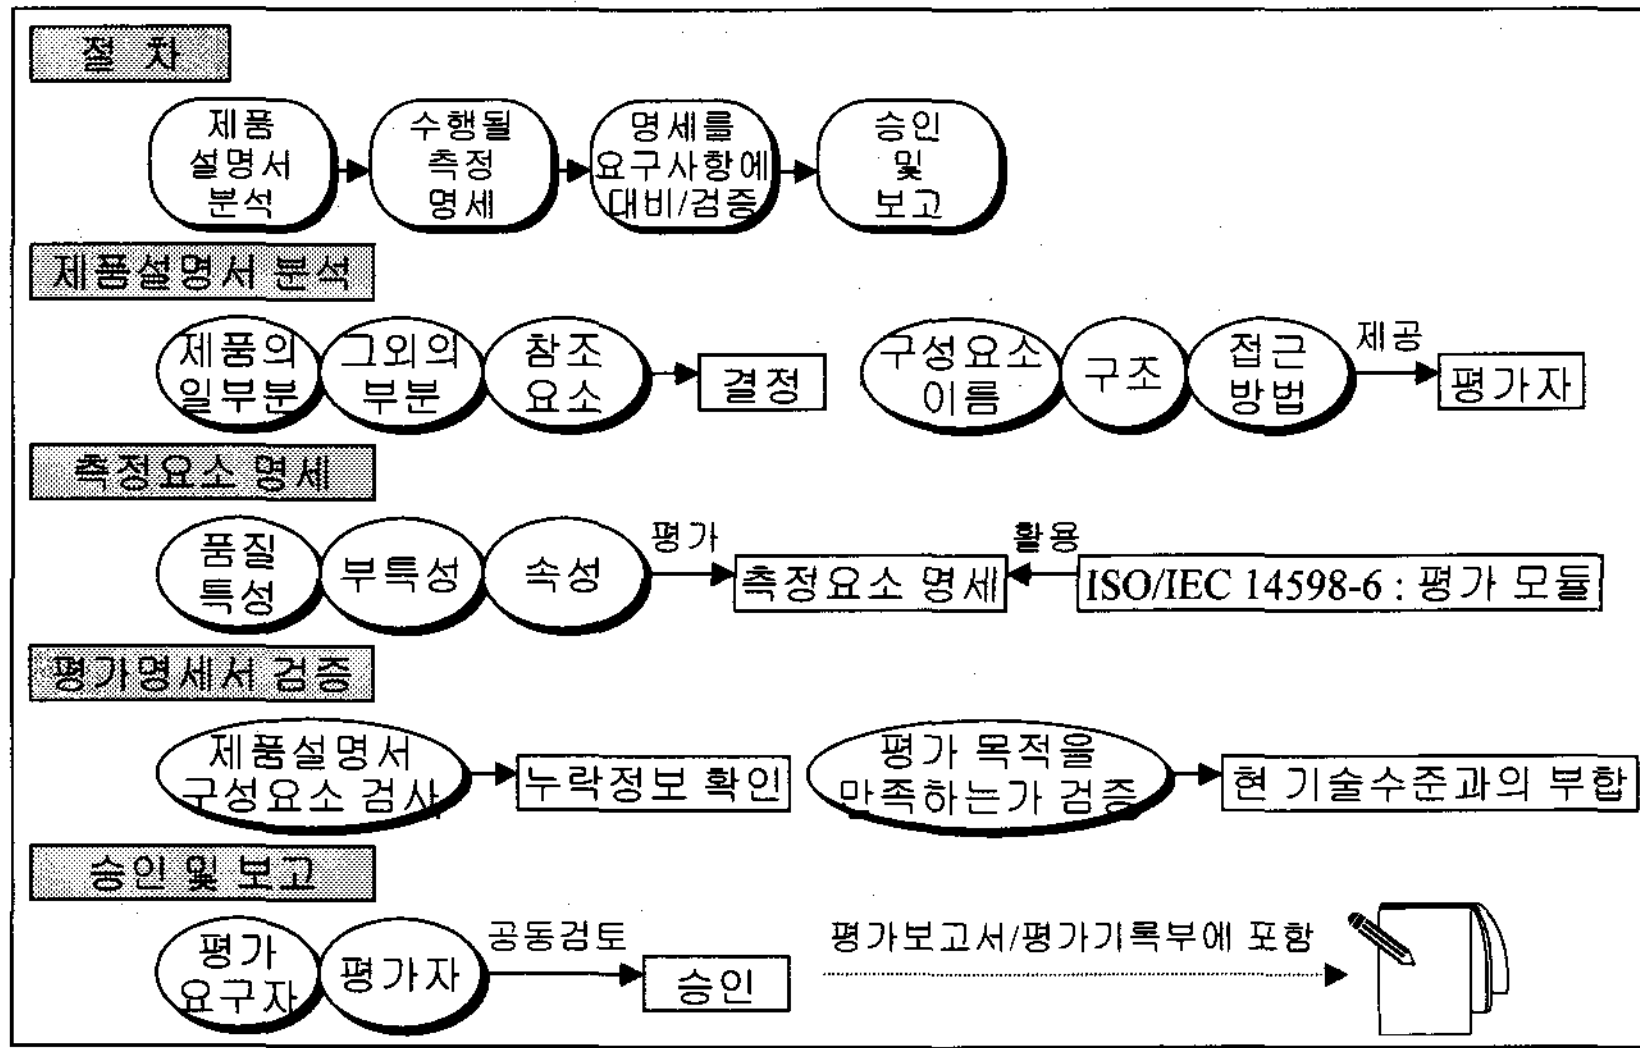 절 차
제품
설명서
분석
수행될
측정
명세
명세를
요구사항에
대비/검증
승인
및
보고
제품설명서 분석
제품의
일부분
그외의
부분
참조
요소
결정
구성요소
이름
구조
접근
방법
제공
평가자
측정요소 명세
품질
특성
부특성
속성
평가
측정요소 명세
활용
ISO/IEC 14598-6 : 평가 모듈
평가명세서 검증
제품설명서
구성요소 검사
누락정보 확인
평가 목적을
만족하는가 검증
현 기술수준과의 부합
승인 및 보고
평가
요구자
평가자
공동검토
승인
평가보고서/평가기록부에 포함